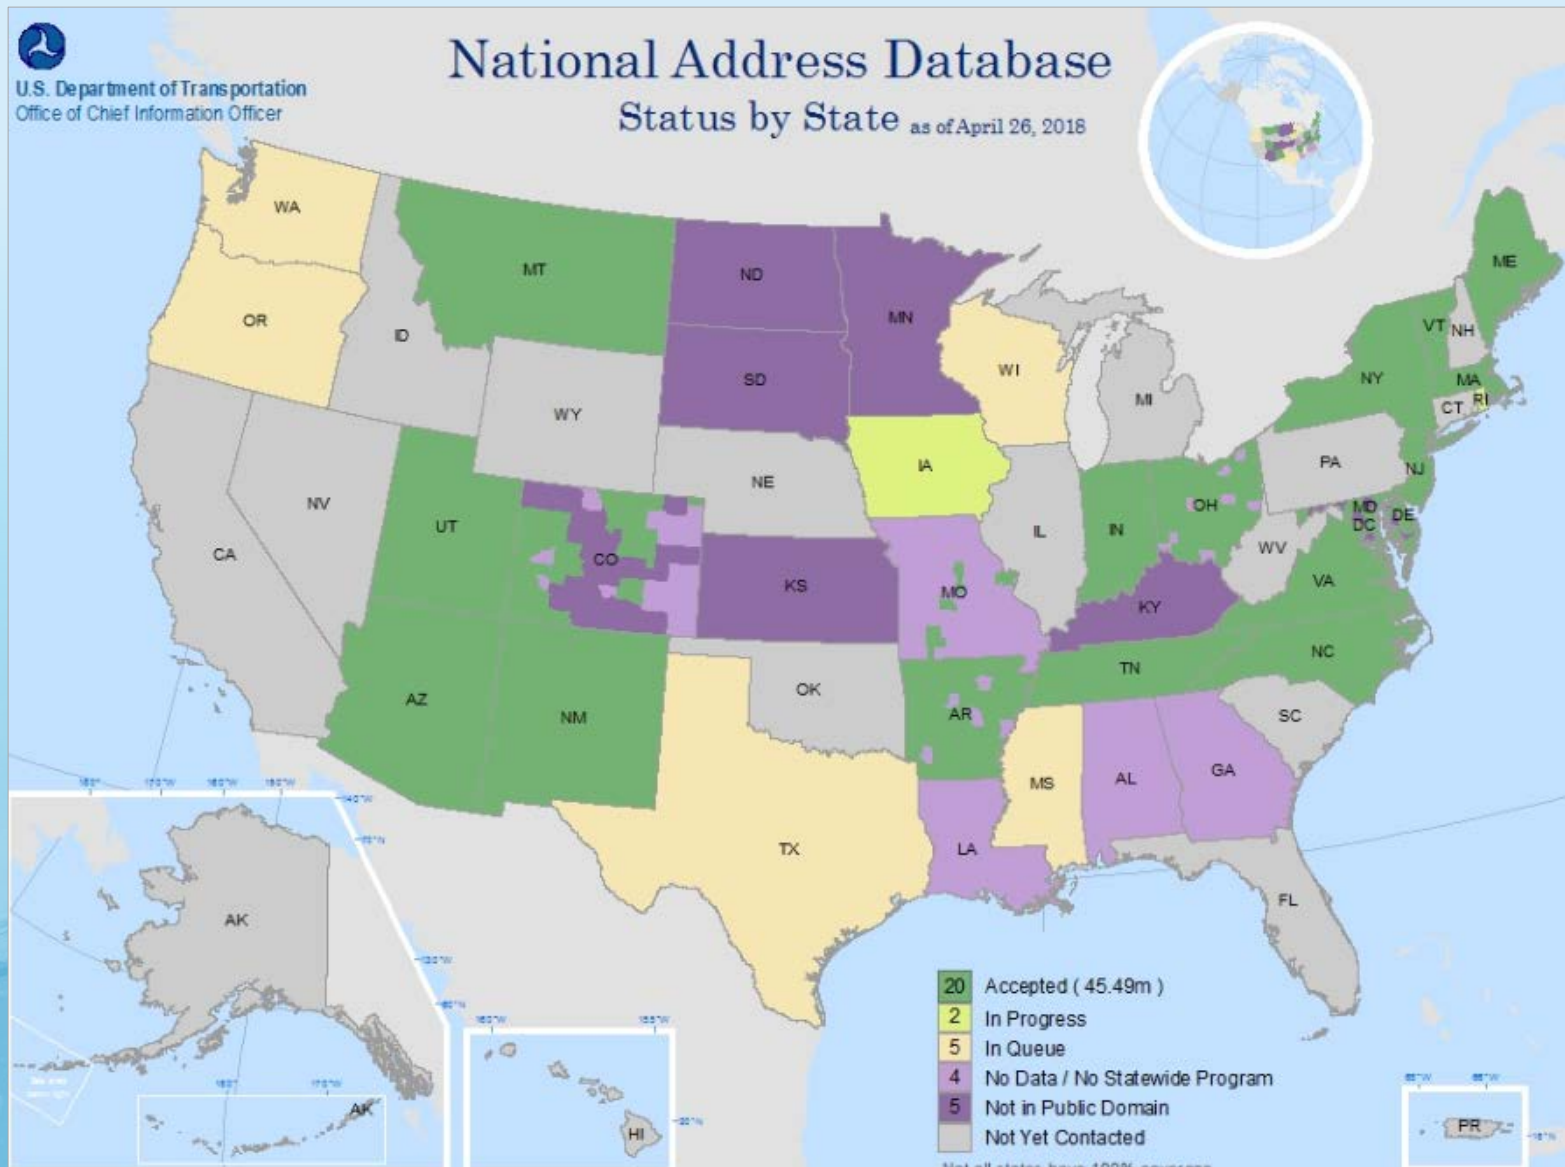 National Address Database
Status by State as of April 26, 2018
U.S. Department of Transportation
Office of Chief Information Officer
WA
MT
ND
MN
ME
OR
ID
SD
WI
VT
NH
WY
MI
NY
MA
CT
RI
NV
UT
NE
IA
PA
NJ
CA
CO
KS
MO
IL
IN
OH
MD
DC
DE
WV
VA
KY
AZ
NM
OK
AR
TN
NC
SC
TX
LA
MS
AL
GA
FL
AK
AK
HI
PR
170°W
160°W
20 Accepted ( 45.49m )
2 In Progress
5 In Queue
4 No Data / No Statewide Program
5 Not in Public Domain
Not Yet Contacted